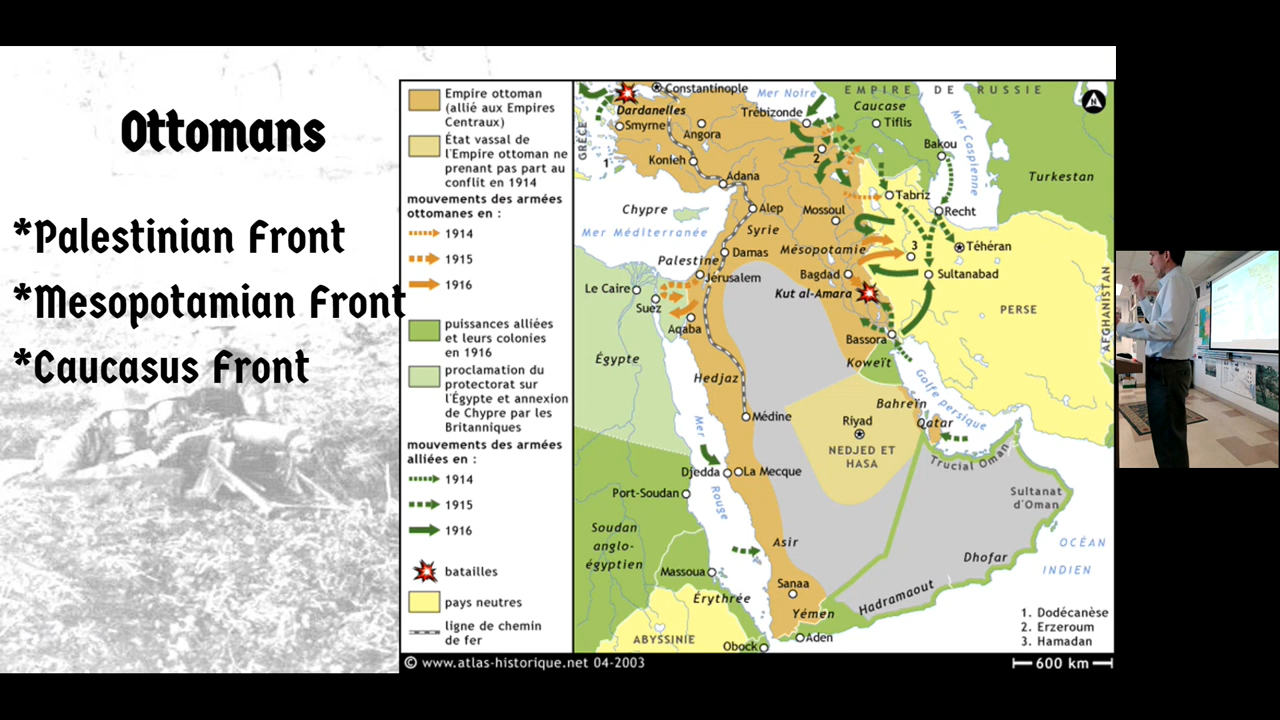 Ottomans
*Palestinian Front
*Mesopotamian Front
*Caucasus Front
Empire ottoman
(allié aux Empires
Centraux)
État vassal de
l'Empire ottoman ne
prenant pas part au
conflit en 1914
mouvements des armées
ottomanes en :
1914
1915
1916
puissances alliées
et leurs colonies
en 1916
proclamation du
protectorat sur
l'Égypte et annexion
de Chypre par les
Britanniques
mouvements des armées
alliées en :
1914
1915
1916
batailles
pays neutres
ligne de chemin
de fer
Constantinople
Mer Noire
EMPIRE DE RUSSIE
Dardanelles
Trébizonde
Caucase
N
GRÈCE
Smyrne
Angora
Tiflis
Mer Caspienne
1
Konieh
2
Bakou
Adana
Turkestan
Tabriz
Chypre
Alep
Mossoul
Recht
Mer Méditerranée
Syrie
Mésopotamie
3
Téhéran
Palestine
Damas
Jérusalem
Bagdad
Sultanabad
Le Caire
Kut al-Amara
AFGHANISTAN
Suez
PERSE
Aqaba
Bassora
Égypte
Koweït
Hedjaz
Golfe persique
Bahreïn
Médine
Riyad
Qatar
Mer Rouge
NEDJED ET
HASA
Trucial Oman
Djedda
La Mecque
Port-Soudan
Sultanat
d'Oman
Soudan
anglo-
égyptien
Asir
OCÉAN
INDIEN
Dhofar
Massoua
Sanaa
Hadramaout
Érythrée
Yémen
1. Dodécanèse
2. Erzeroum
3. Hamadan
ABYSSINIE
Obock
Aden
© www.atlas-historique.net 04-2003
600 km